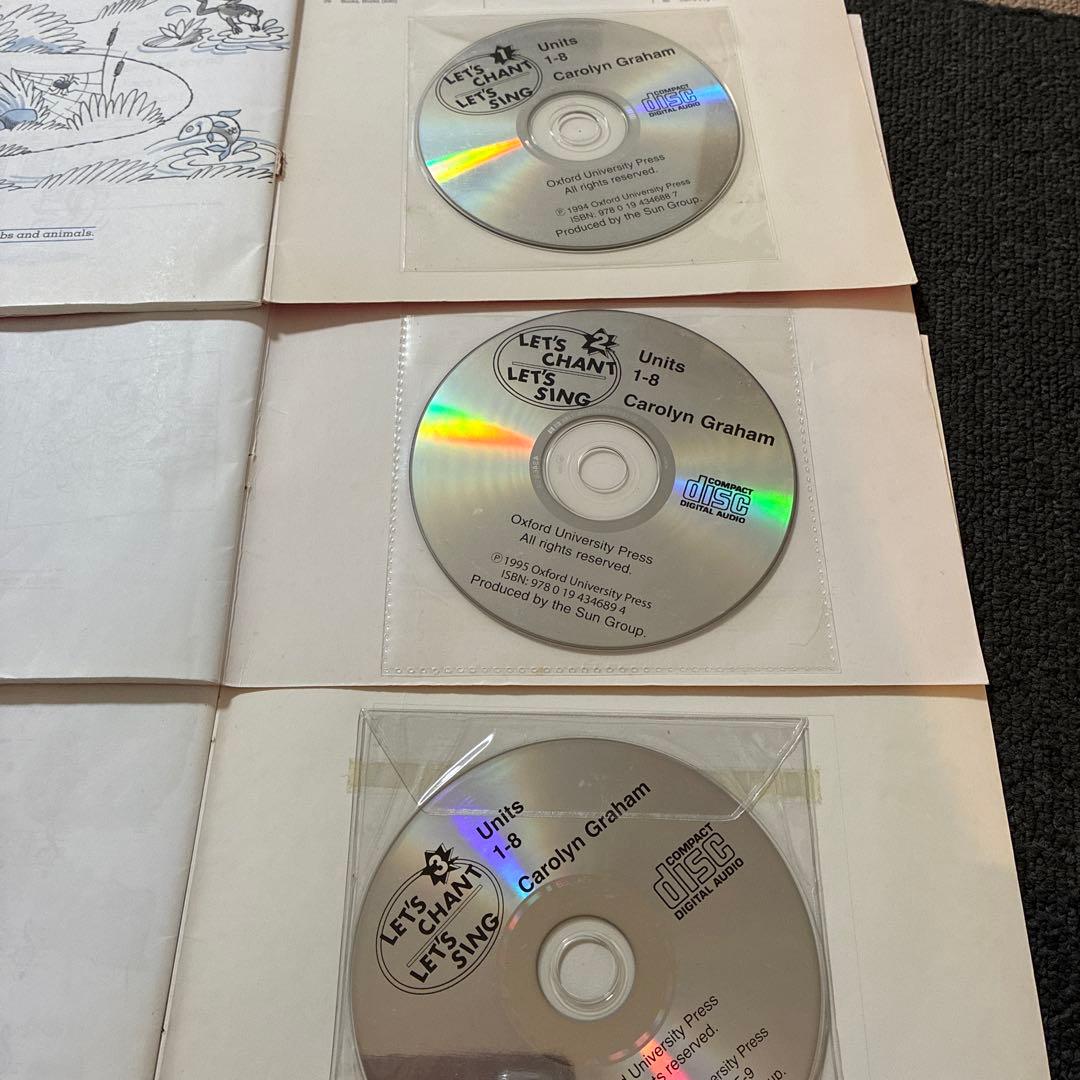 bs and animals.
1
LET'S
CHANT
LET'S
SING
Units
1-8
Carolyn Graham
COMPACT
disc
DIGITAL AUDIO
Oxford University Press
All rights reserved.
℗ 1994 Oxford University Press
ISBN: 978 0 19 434688 7
Produced by the Sun Group.
2
LET'S
CHANT
LET'S
SING
Units
1-8
Carolyn Graham
COMPACT
disc
DIGITAL AUDIO
Oxford University Press
All rights reserved.
℗ 1995 Oxford University Press
ISBN: 978 0 19 434689 4
Produced by the Sun Group.
3
LET'S
CHANT
LET'S
SING
Units
1-8
Carolyn Graham
COMPACT
disc
DIGITAL AUDIO
University Press
reserved.
University Press
-9
up.